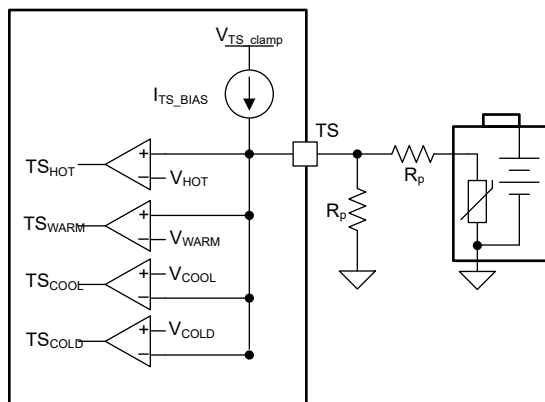 VTS_clamp
ITS_BIAS
TS
TSHOT
+
−
VHOT
Rp
Rp
TSWARM
+
−
VWARM
TSCOOL
+
−
VCOOL
TSCOLD
+
−
VCOLD